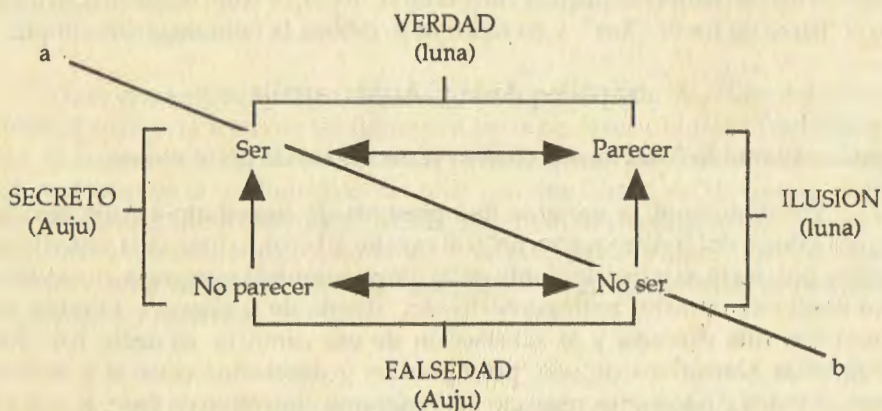 VERDAD
(luna)
a
Ser
Parecer
SECRETO
(Auju)
ILUSION
(luna)
No parecer
No ser
FALSEDAD
(Auju)
b